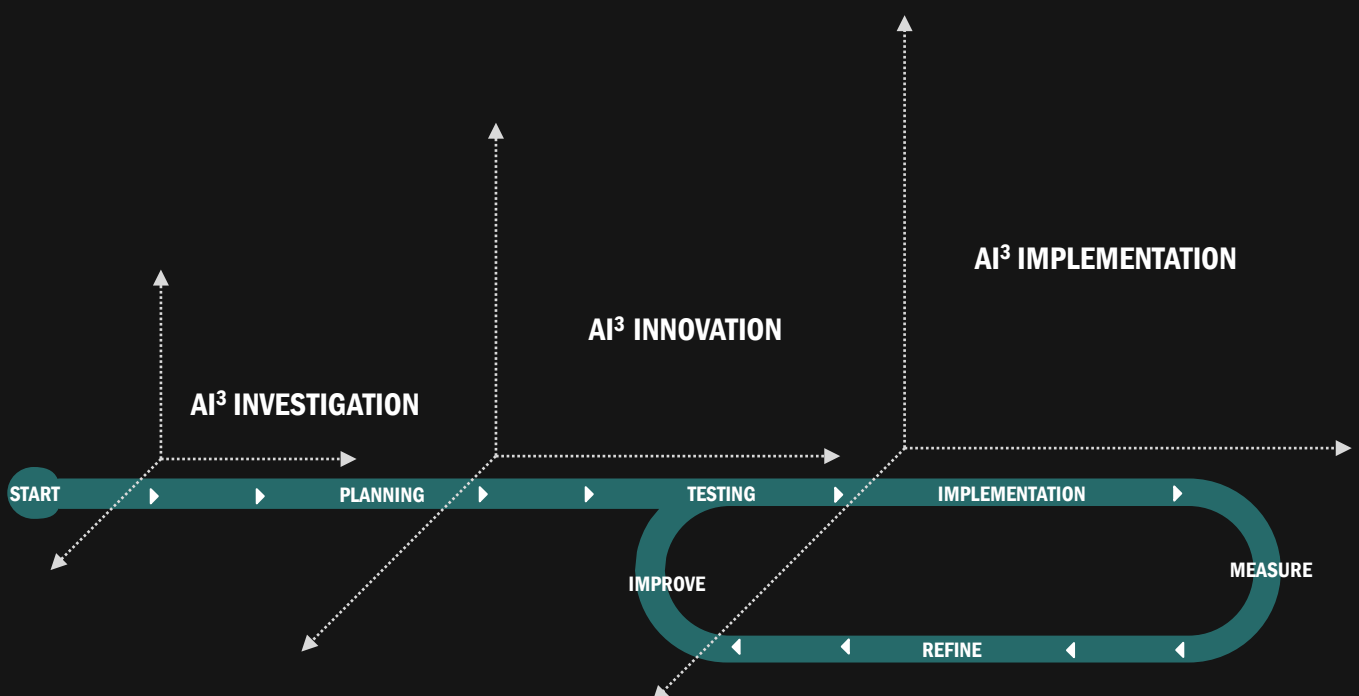 AI³ IMPLEMENTATION
AI³ INNOVATION
AI³ INVESTIGATION
START
PLANNING
TESTING
IMPLEMENTATION
MEASURE
IMPROVE
REFINE